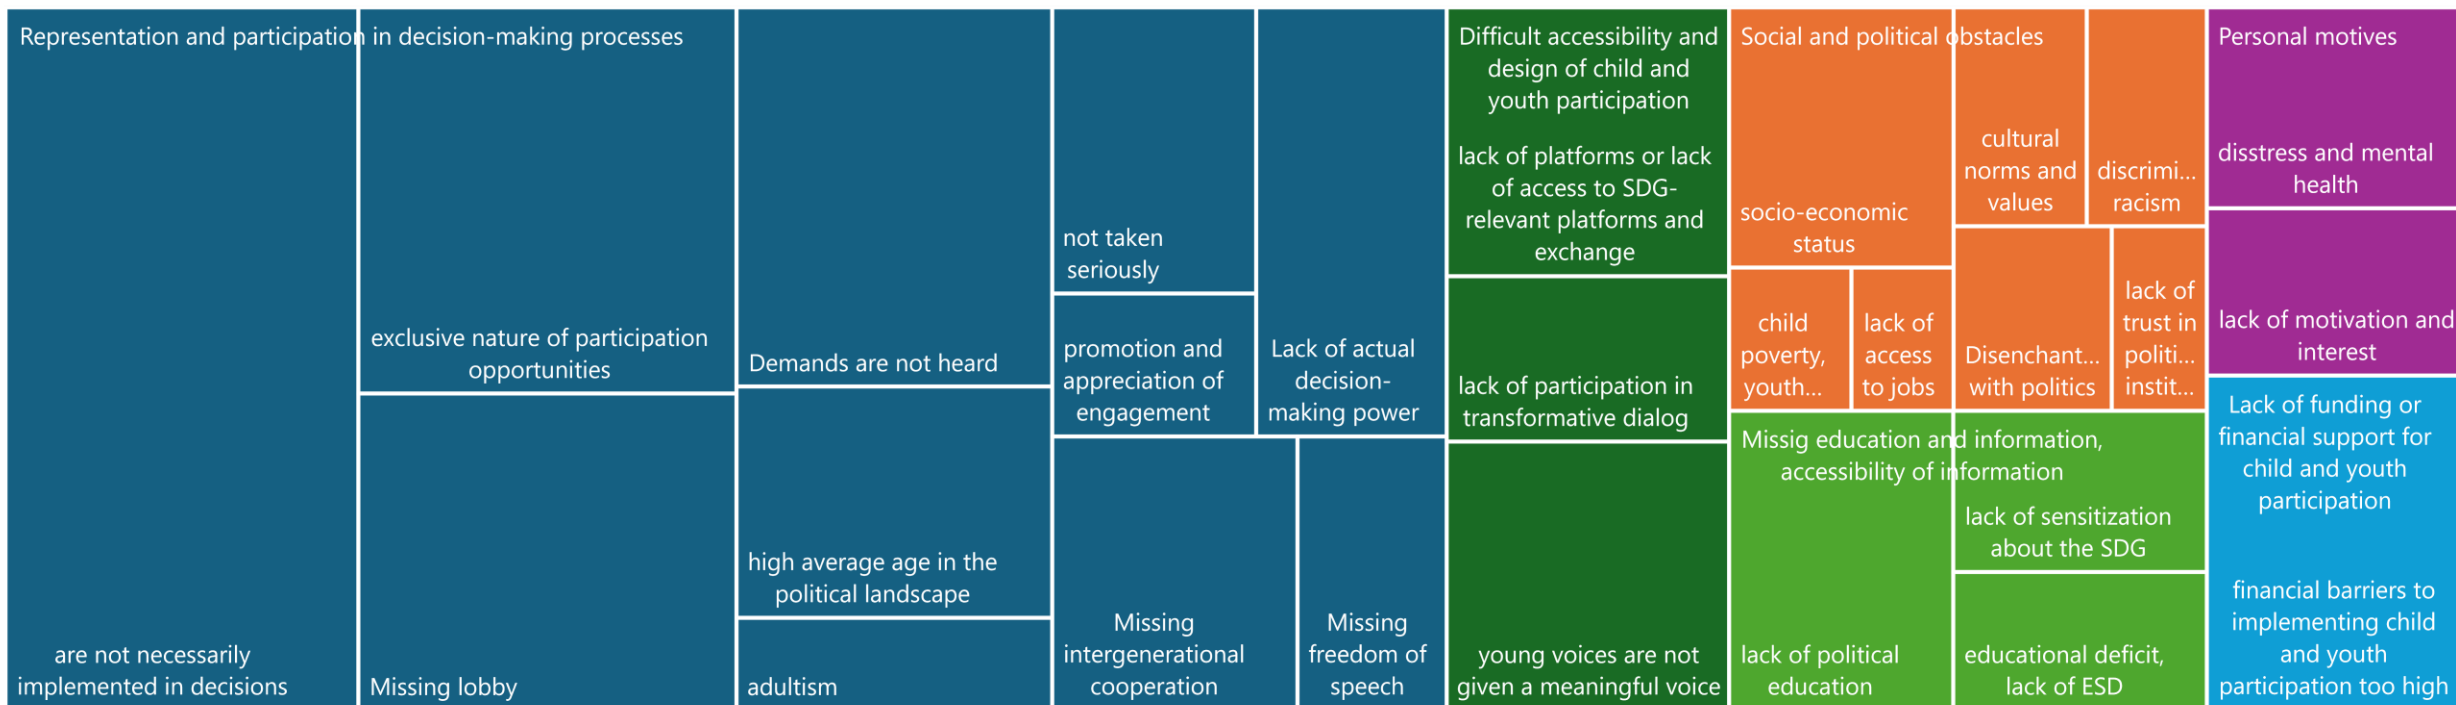 Representation and participation in decision-making processes
are not necessarily
implemented in decisions
exclusive nature of participation
opportunities
Missing lobby
Demands are not heard
high average age in the
political landscape
adultism
not taken
seriously
promotion and
appreciation of
engagement
Lack of actual
decision-
making power
Missing
intergenerational
cooperation
Missing
freedom of
speech
Difficult accessibility and
design of child and
youth participation
lack of platforms or lack
of access to SDG-
relevant platforms and
exchange
lack of participation in
transformative dialog
young voices are not
given a meaningful voice
Social and political obstacles
socio-economic
status
cultural
norms and
values
discrimi...
racism
child
poverty,
youth...
lack of
access
to jobs
Disenchant...
with politics
lack of
trust in
politi...
instit...
Missig education and information,
accessibility of information
lack of political
education
lack of sensitization
about the SDG
educational deficit,
lack of ESD
Personal motives
disstress and mental
health
lack of motivation and
interest
Lack of funding or
financial support for
child and youth
participation
financial barriers to
implementing child
and youth
participation too high